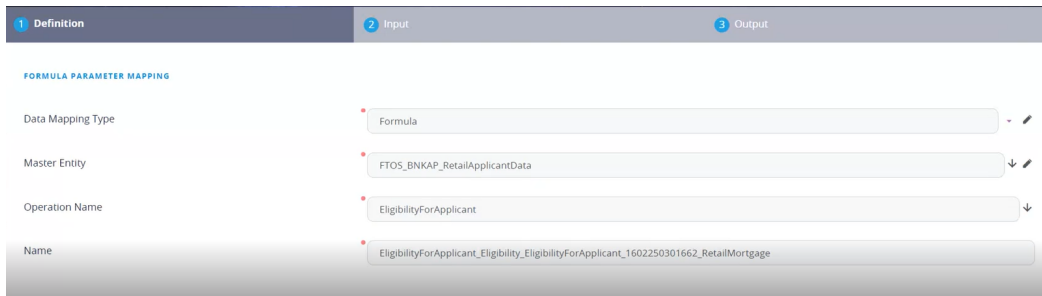 1 Definition
2 Input
3 Output
FORMULA PARAMETER MAPPING
Data Mapping Type
Formula
Master Entity
FTOS_BNKAP_RetailApplicantData
Operation Name
EligibilityForApplicant
Name
EligibilityForApplicant_Eligibility_EligibilityForApplicant_1602250301662_RetailMortgage